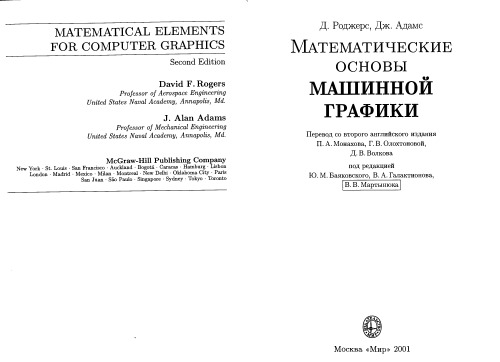 MATHEMATICAL ELEMENTS
FOR COMPUTER GRAPHICS
Second Edition
David F. Rogers
Professor of Aerospace Engineering
United States Naval Academy, Annapolis, Md.
J. Alan Adams
Professor of Mechanical Engineering
United States Naval Academy, Annapolis, Md.
McGraw-Hill Publishing Company
New York · St. Louis · San Francisco · Auckland · Bogotá · Caracas · Hamburg · Lisbon
London · Madrid · Mexico · Milan · Montreal · New Delhi · Oklahoma City · Paris
San Juan · São Paulo · Singapore · Sydney · Tokyo · Toronto
Д. Роджерс, Дж. Адамс
МАТЕМАТИЧЕСКИЕ
ОСНОВЫ
МАШИННОЙ
ГРАФИКИ
Перевод со второго английского издания
П. А. Монахова, Г. В. Олохтоновой,
Д. В. Волкова
под редакцией
Ю. М. Баяковского, В. А. Галактионова,
В. В. Мартынюка
Москва «Мир» 2001